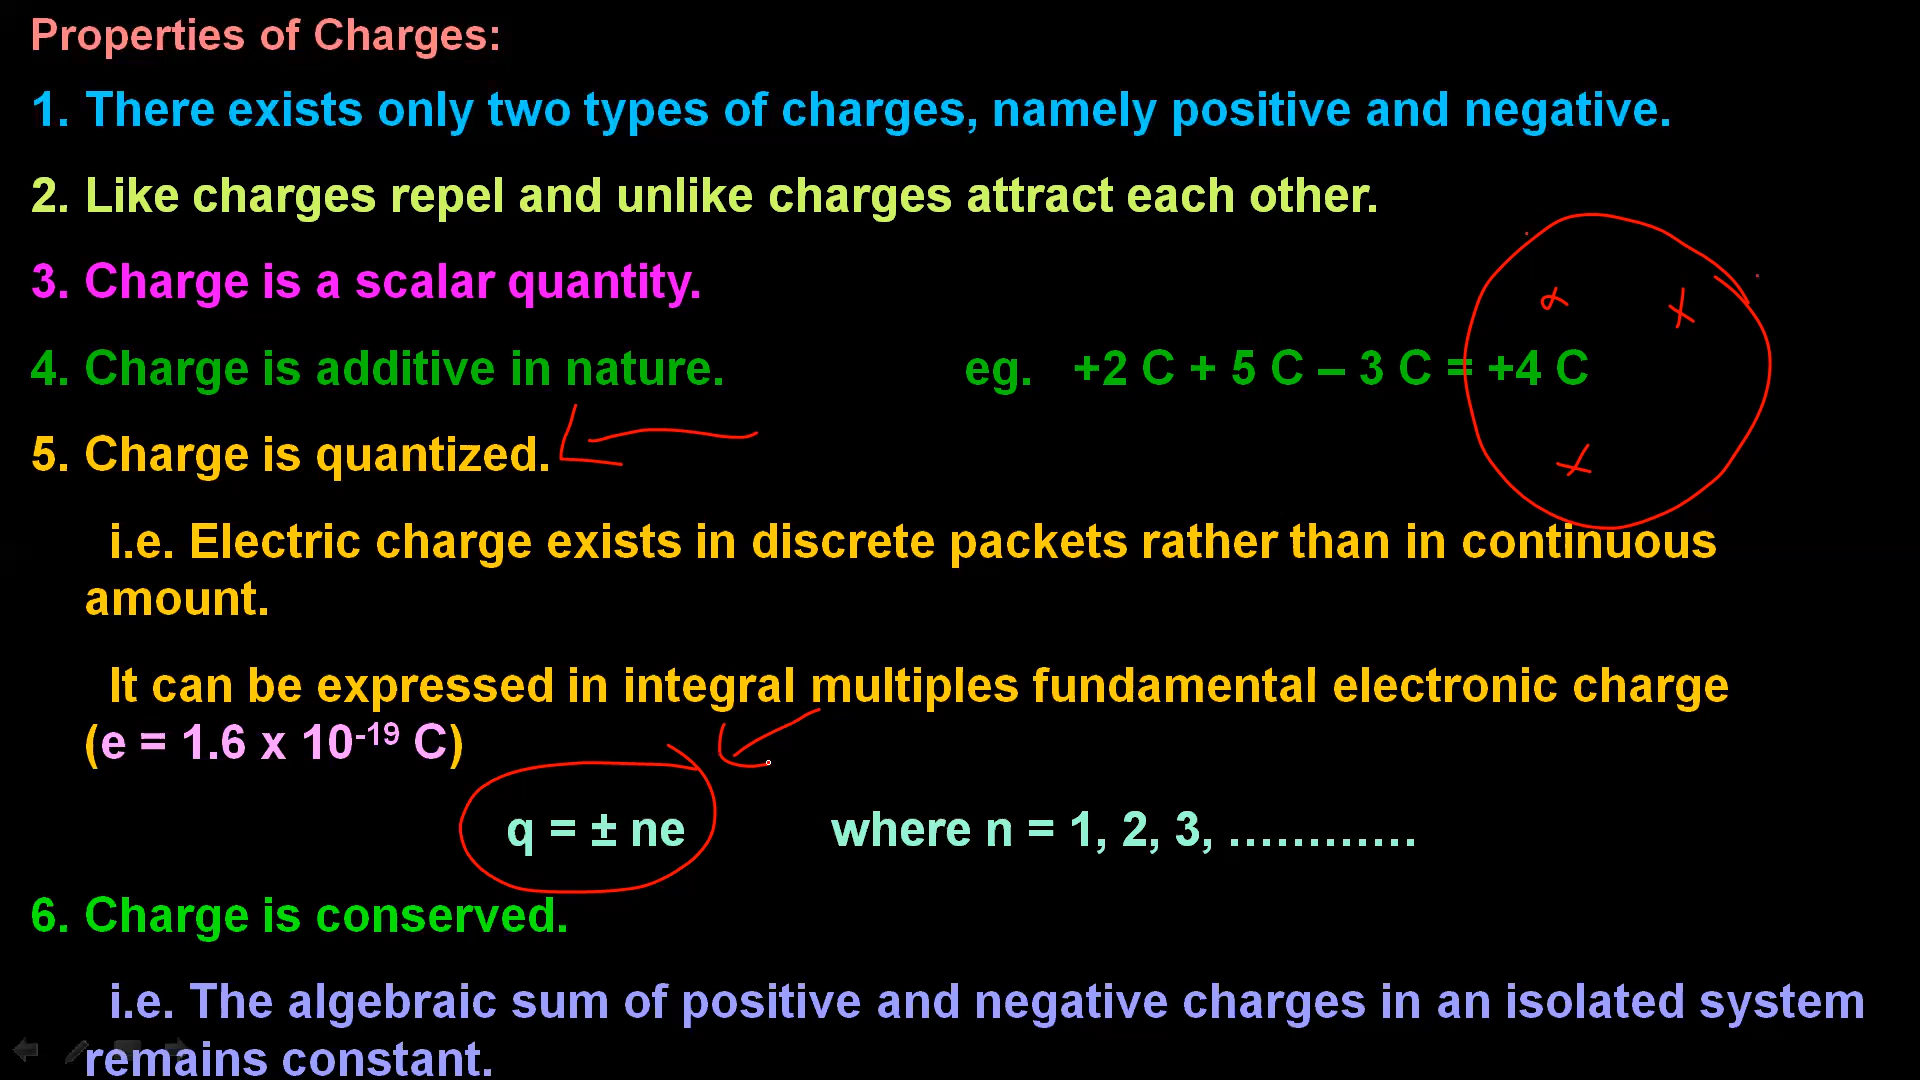 Properties of Charges:
1. There exists only two types of charges, namely positive and negative.
2. Like charges repel and unlike charges attract each other.
3. Charge is a scalar quantity.
4. Charge is additive in nature. eg. +2 C + 5 C – 3 C = +4 C
5. Charge is quantized.
i.e. Electric charge exists in discrete packets rather than in continuous
amount.
It can be expressed in integral multiples fundamental electronic charge
(e = 1.6 x 10⁻¹⁹ C)
q = ± ne where n = 1, 2, 3, …………
6. Charge is conserved.
i.e. The algebraic sum of positive and negative charges in an isolated system
remains constant.